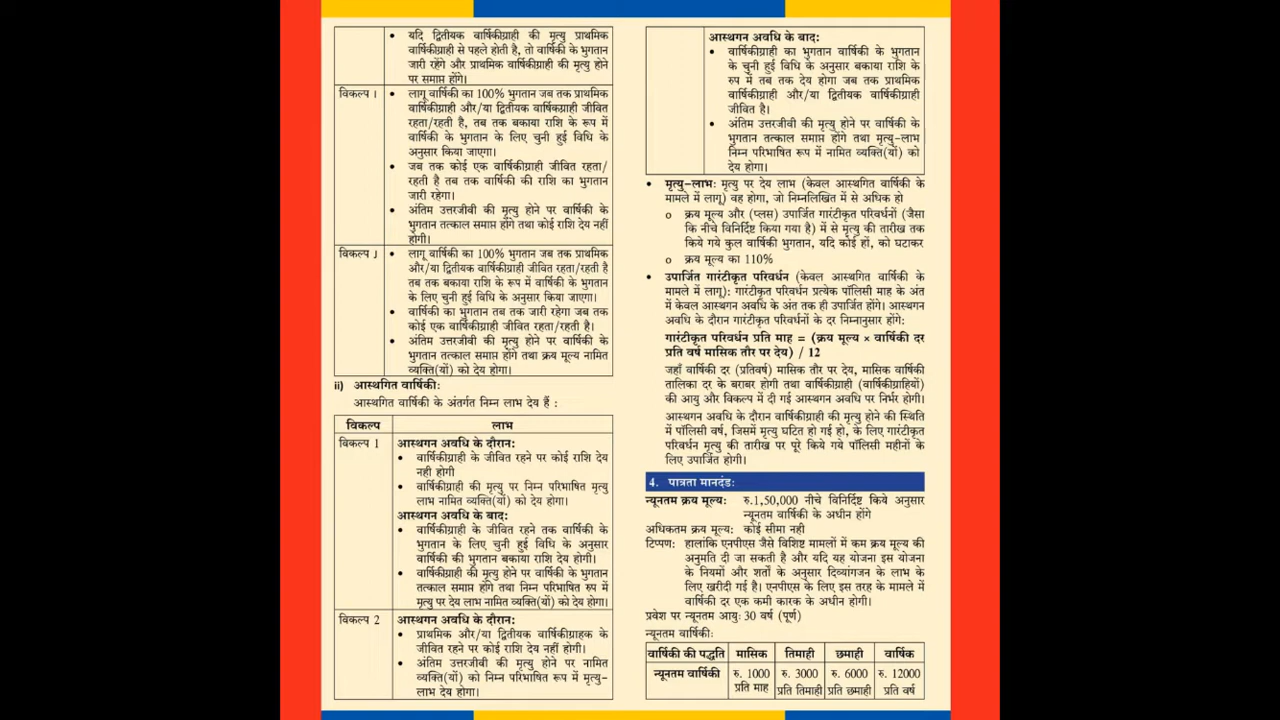 • यदि द्वितीयक वार्षिकीग्राही की मृत्यु प्राथमिक
वार्षिकीग्राही से पहले होती है, तो वार्षिकी के भुगतान
जारी रहेंगे और प्राथमिक वार्षिकीग्राही की मृत्यु होने
पर समाप्त होंगे।
विकल्प I
• लागू वार्षिकी का 100% भुगतान जब तक प्राथमिक
वार्षिकीग्राही और/या द्वितीयक वार्षिकग्राही जीवित
रहता/रहती है, तब तक बकाया राशि के रूप में
वार्षिकी के भुगतान के लिए चुनी हुई विधि के
अनुसार किया जाएगा।
• जब तक कोई एक वार्षिकीग्राही जीवित रहता/
रहती है तब तक वार्षिकी की राशि का भुगतान
जारी रहेगा।
• अंतिम उत्तरजीवी की मृत्यु होने पर वार्षिकी के
भुगतान तत्काल समाप्त होंगे तथा कोई राशि देय नहीं
होगी।
विकल्प J
• लागू वार्षिकी का 100% भुगतान जब तक प्राथमिक
और/या द्वितीयक वार्षिकीग्राही जीवित रहता/रहती है
तब तक बकाया राशि के रूप में वार्षिकी के भुगतान
के लिए चुनी हुई विधि के अनुसार किया जाएगा।
• वार्षिकी का भुगतान तब तक जारी रहेगा जब तक
कोई एक वार्षिकीग्राही जीवित रहता/रहती है।
• अंतिम उत्तरजीवी की मृत्यु होने पर वार्षिकी के
भुगतान तत्काल समाप्त होंगे तथा क्रय मूल्य नामित
व्यक्ति(यों) को देय होगा।
ii) आस्थगित वार्षिकी:
आस्थगित वार्षिकी के अंतर्गत निम्न लाभ देय हैं :
विकल्प लाभ
विकल्प 1
आस्थगन अवधि के दौरान:
• वार्षिकीग्राही के जीवित रहने पर कोई राशि देय
नही होगी
• वार्षिकीग्राही की मृत्यु पर निम्न परिभाषित मृत्यु
लाभ नामित व्यक्ति(यों) को देय होगा।
आस्थगन अवधि के बाद:
• वार्षिकीग्राही के जीवित रहने तक वार्षिकी के
भुगतान के लिए चुनी हुई विधि के अनुसार
वार्षिकी की भुगतान बकाया राशि देय होगी।
• वार्षिकीग्राही की मृत्यु होने पर वार्षिकी के भुगतान
तत्काल समाप्त होंगे तथा निम्न परिभाषित रुप में
मृत्यु पर देय लाभ नामित व्यक्ति(यों) को देय होगा।
विकल्प 2
आस्थगन अवधि के दौरान:
• प्राथमिक और/या द्वितीयक वार्षिकीग्राहक के
जीवित रहने पर कोई राशि देय नहीं होगी।
• अंतिम उत्तरजीवी की मृत्यु होने पर नामित
व्यक्ति(यों) को निम्न परिभाषित रूप में मृत्यु-
लाभ देय होगा।
आस्थगन अवधि के बाद:
• वार्षिकीग्राही का भुगतान वार्षिकी के भुगतान
के चुनी हुई विधि के अनुसार बकाया राशि के
रुप में तब तक देय होगा जब तक प्राथमिक
वार्षिकीग्राही और/या द्वितीयक वार्षिकीग्राही
जीवित है।
• अंतिम उत्तरजीवी की मृत्यु होने पर वार्षिकी के
भुगतान तत्काल समाप्त होंगे तथा मृत्यु-लाभ
निम्न परिभाषित रूप में नामित व्यक्ति(यों) को
देय होगा।
• मृत्यु-लाभ: मृत्यु पर देय लाभ (केवल आस्थगित वार्षिकी के
मामले में लागू) वह होगा, जो निम्नलिखित में से अधिक हो
o क्रय मूल्य और (प्लस) उपार्जित गारंटीकृत परिवर्धनों (जैसा
कि नीचे विनिर्दिष्ट किया गया है) में से मृत्यु की तारीख तक
किये गये कुल वार्षिकी भुगतान, यदि कोई हों, को घटाकर
o क्रय मूल्य का 110%
• उपार्जित गारंटीकृत परिवर्धन (केवल आस्थगित वार्षिकी के
मामले में लागू): गारंटीकृत परिवर्धन प्रत्येक पॉलिसी माह के अंत
में केवल आस्थगन अवधि के अंत तक ही उपार्जित होंगे। आस्थगन
अवधि के दौरान गारंटीकृत परिवर्धनों के दर निम्नानुसार होंगे:
गारंटीकृत परिवर्धन प्रति माह = (क्रय मूल्य × वार्षिकी दर
प्रति वर्ष मासिक तौर पर देय) / 12
जहाँ वार्षिकी दर (प्रतिवर्ष) मासिक तौर पर देय, मासिक वार्षिकी
तालिका दर के बराबर होगी तथा वार्षिकीग्राही (वार्षिकीग्राहियों) की
की आयु और विकल्प में दी गई आस्थगन अवधि पर निर्भर होगी।
आस्थगन अवधि के दौरान वार्षिकीग्राही की मृत्यु होने की स्थिति
में पॉलिसी वर्ष, जिसमें मृत्यु घटित हो गई हो, के लिए गारंटीकृत
परिवर्धन मृत्यु की तारीख पर पूरे किये गये पॉलिसी महीनों के
लिए उपार्जित होगी।
4. पात्रता मानदंड:
न्यूनतम क्रय मूल्य: रु.1,50,000 नीचे विनिर्दिष्ट किये अनुसार
न्यूनतम वार्षिकी के अधीन होंगे
अधिकतम क्रय मूल्य: कोई सीमा नही
टिप्पण: हालांकि एनपीएस जैसे विशिष्ट मामलों में कम क्रय मूल्य की
अनुमति दी जा सकती है और यदि यह योजना इस योजना
के नियमों और शर्तों के अनुसार दिव्यांगजन के लाभ के
लिए खरीदी गई है। एनपीएस के लिए इस तरह के मामले में
वार्षिकी दर एक कमी कारक के अधीन होगी।
प्रवेश पर न्यूनतम आयु: 30 वर्ष (पूर्ण)
न्यूनतम वार्षिकी:
वार्षिकी की पद्धति मासिक तिमाही छमाही वार्षिक
न्यूनतम वार्षिकी रु. 1000 रु. 3000 रु. 6000 रु. 12000
प्रति माह प्रति तिमाही प्रति छमाही प्रति वर्ष